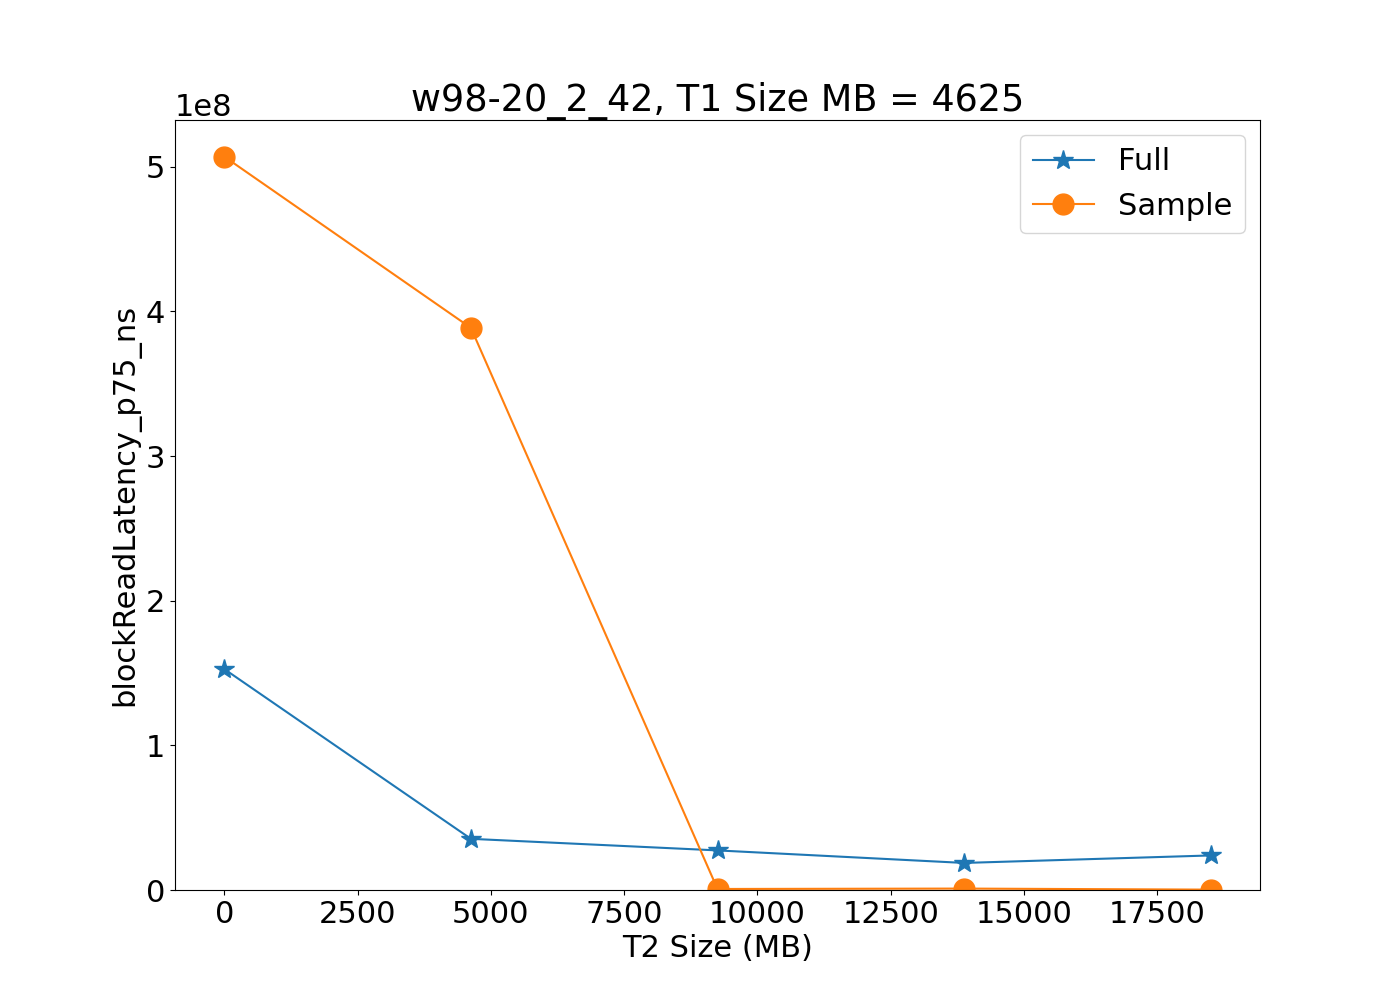 w98-20_2_42, T1 Size MB = 4625
1e8
Full
Sample
5
4
3
2
1
0
blockReadLatency_p75_ns
0 2500 5000 7500 10000 12500 15000 17500
T2 Size (MB)